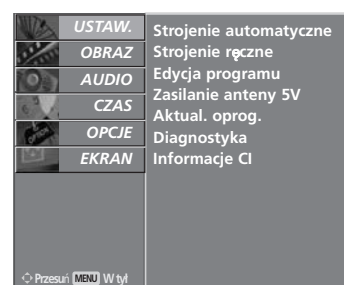 USTAW.
OBRAZ
AUDIO
CZAS
OPCJE
EKRAN
Strojenie automatyczne
Strojenie ręczne
Edycja programu
Zasilanie anteny 5V
Aktual. oprog.
Diagnostyka
Informacje CI
Przesuń MENU W tył